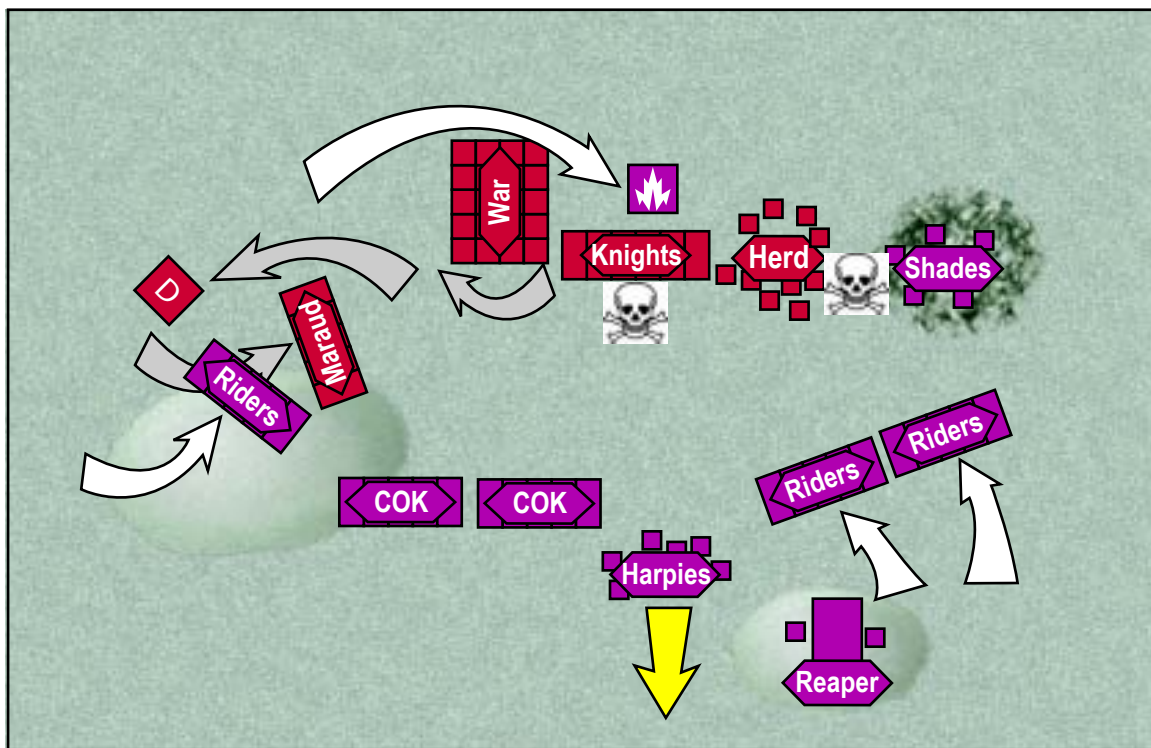 War
Knights
Herd
Shades
D
Maraud
Riders
Riders
Riders
COK
COK
Harpies
Reaper